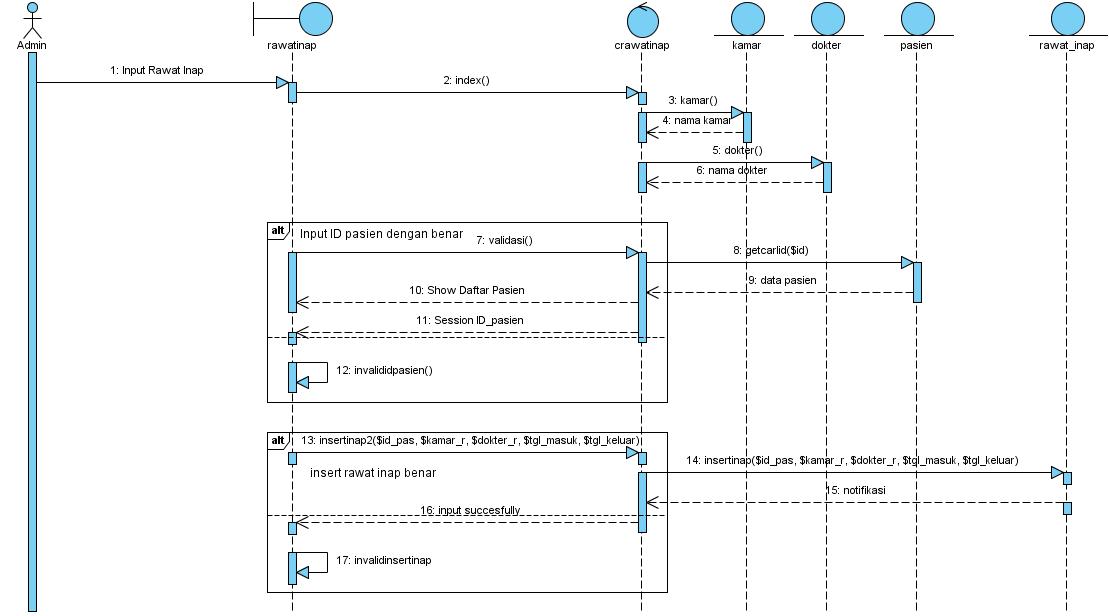 Admin
rawatinap
crawatinap
kamar
dokter
pasien
rawat_inap
1: Input Rawat Inap
2: index()
3: kamar()
4: nama kamar
5: dokter()
6: nama dokter
alt
Input ID pasien dengan benar
7: validasi()
8: getcariid($id)
9: data pasien
10: Show Daftar Pasien
11: Session ID_pasien
12: invalididpasien()
alt
13: insertinap2($id_pas, $kamar_r, $dokter_r, $tgl_masuk, $tgl_keluar)
insert rawat inap benar
14: insertinap($id_pas, $kamar_r, $dokter_r, $tgl_masuk, $tgl_keluar)
15: notifikasi
16: input succesfully
17: invalidinsertinap